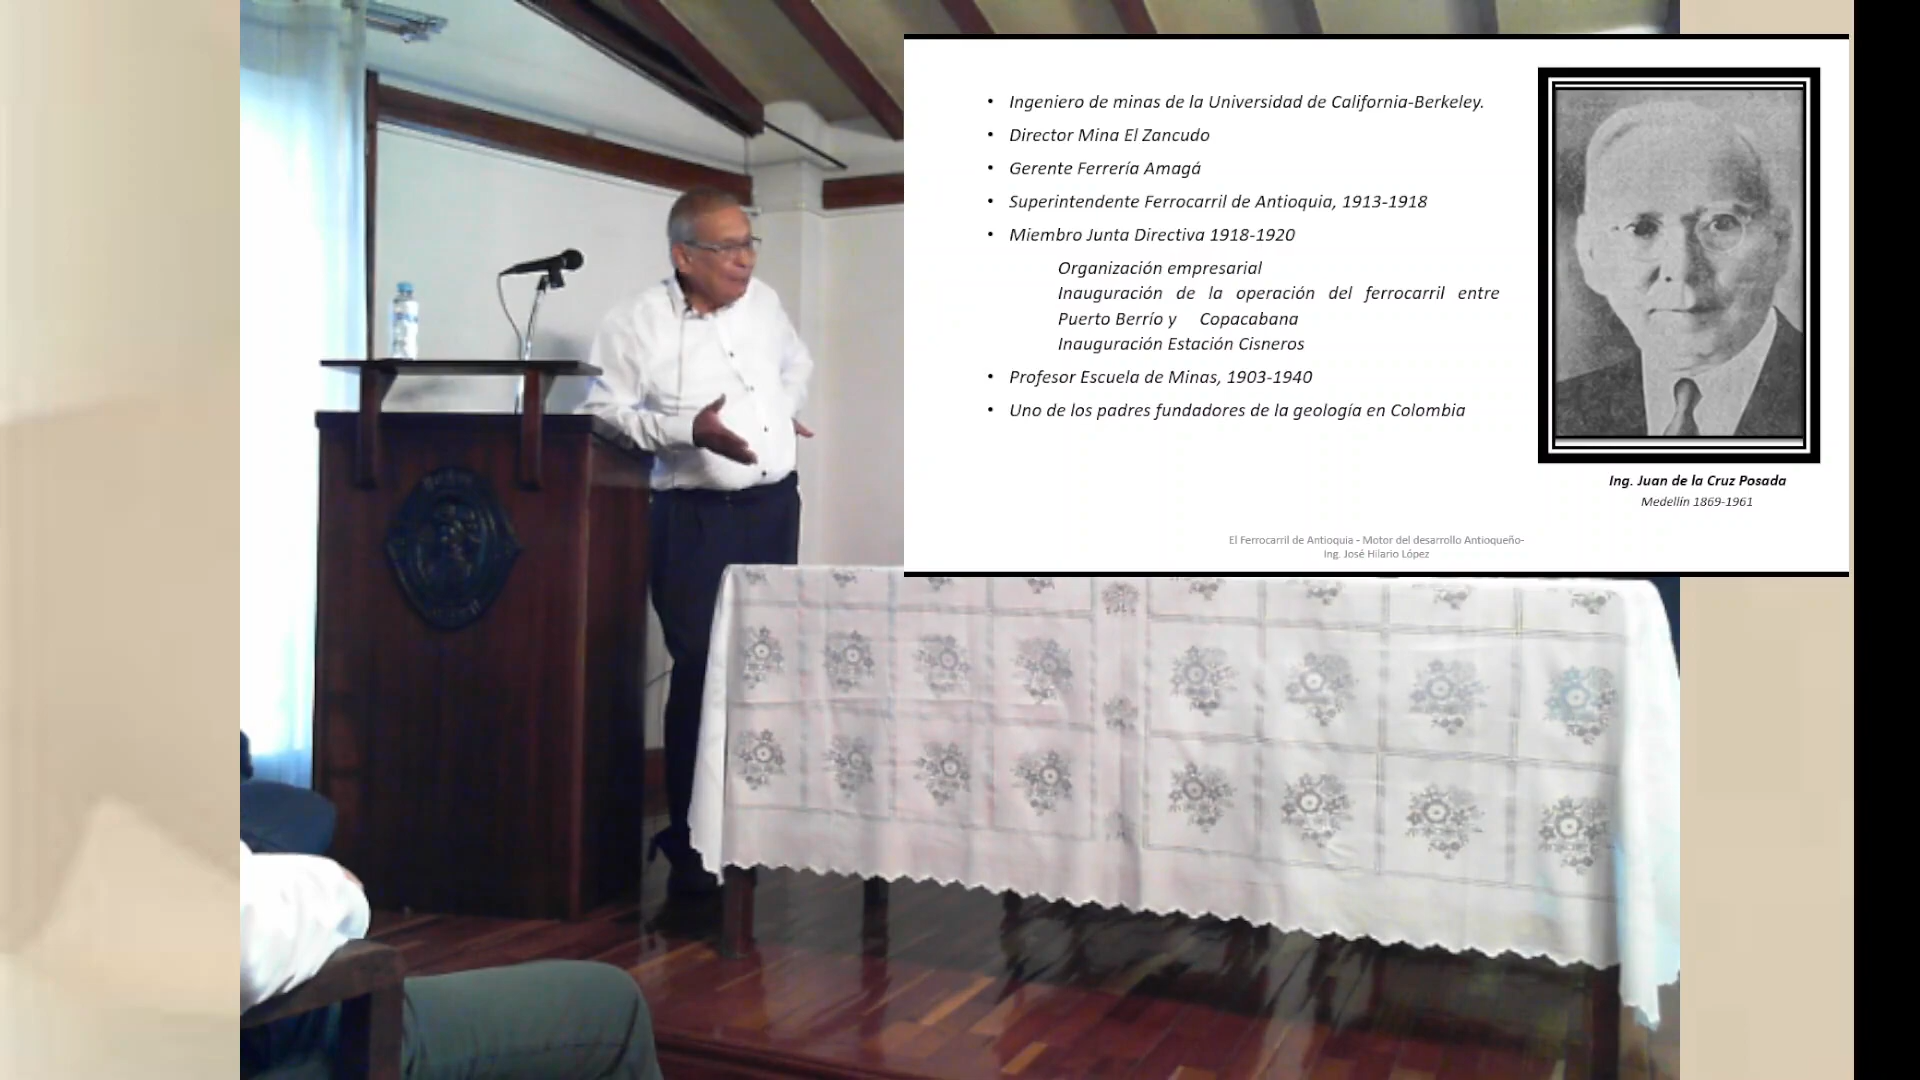 • Ingeniero de minas de la Universidad de California-Berkeley.
• Director Mina El Zancudo
• Gerente Ferrería Amagá
• Superintendente Ferrocarril de Antioquia, 1913-1918
• Miembro Junta Directiva 1918-1920
Organización empresarial
Inauguración de la operación del ferrocarril entre
Puerto Berrío y Copacabana
Inauguración Estación Cisneros
• Profesor Escuela de Minas, 1903-1940
• Uno de los padres fundadores de la geología en Colombia
Ing. Juan de la Cruz Posada
Medellín 1869-1961
El Ferrocarril de Antioquia - Motor del desarrollo Antioqueño-
Ing. José Hilario López